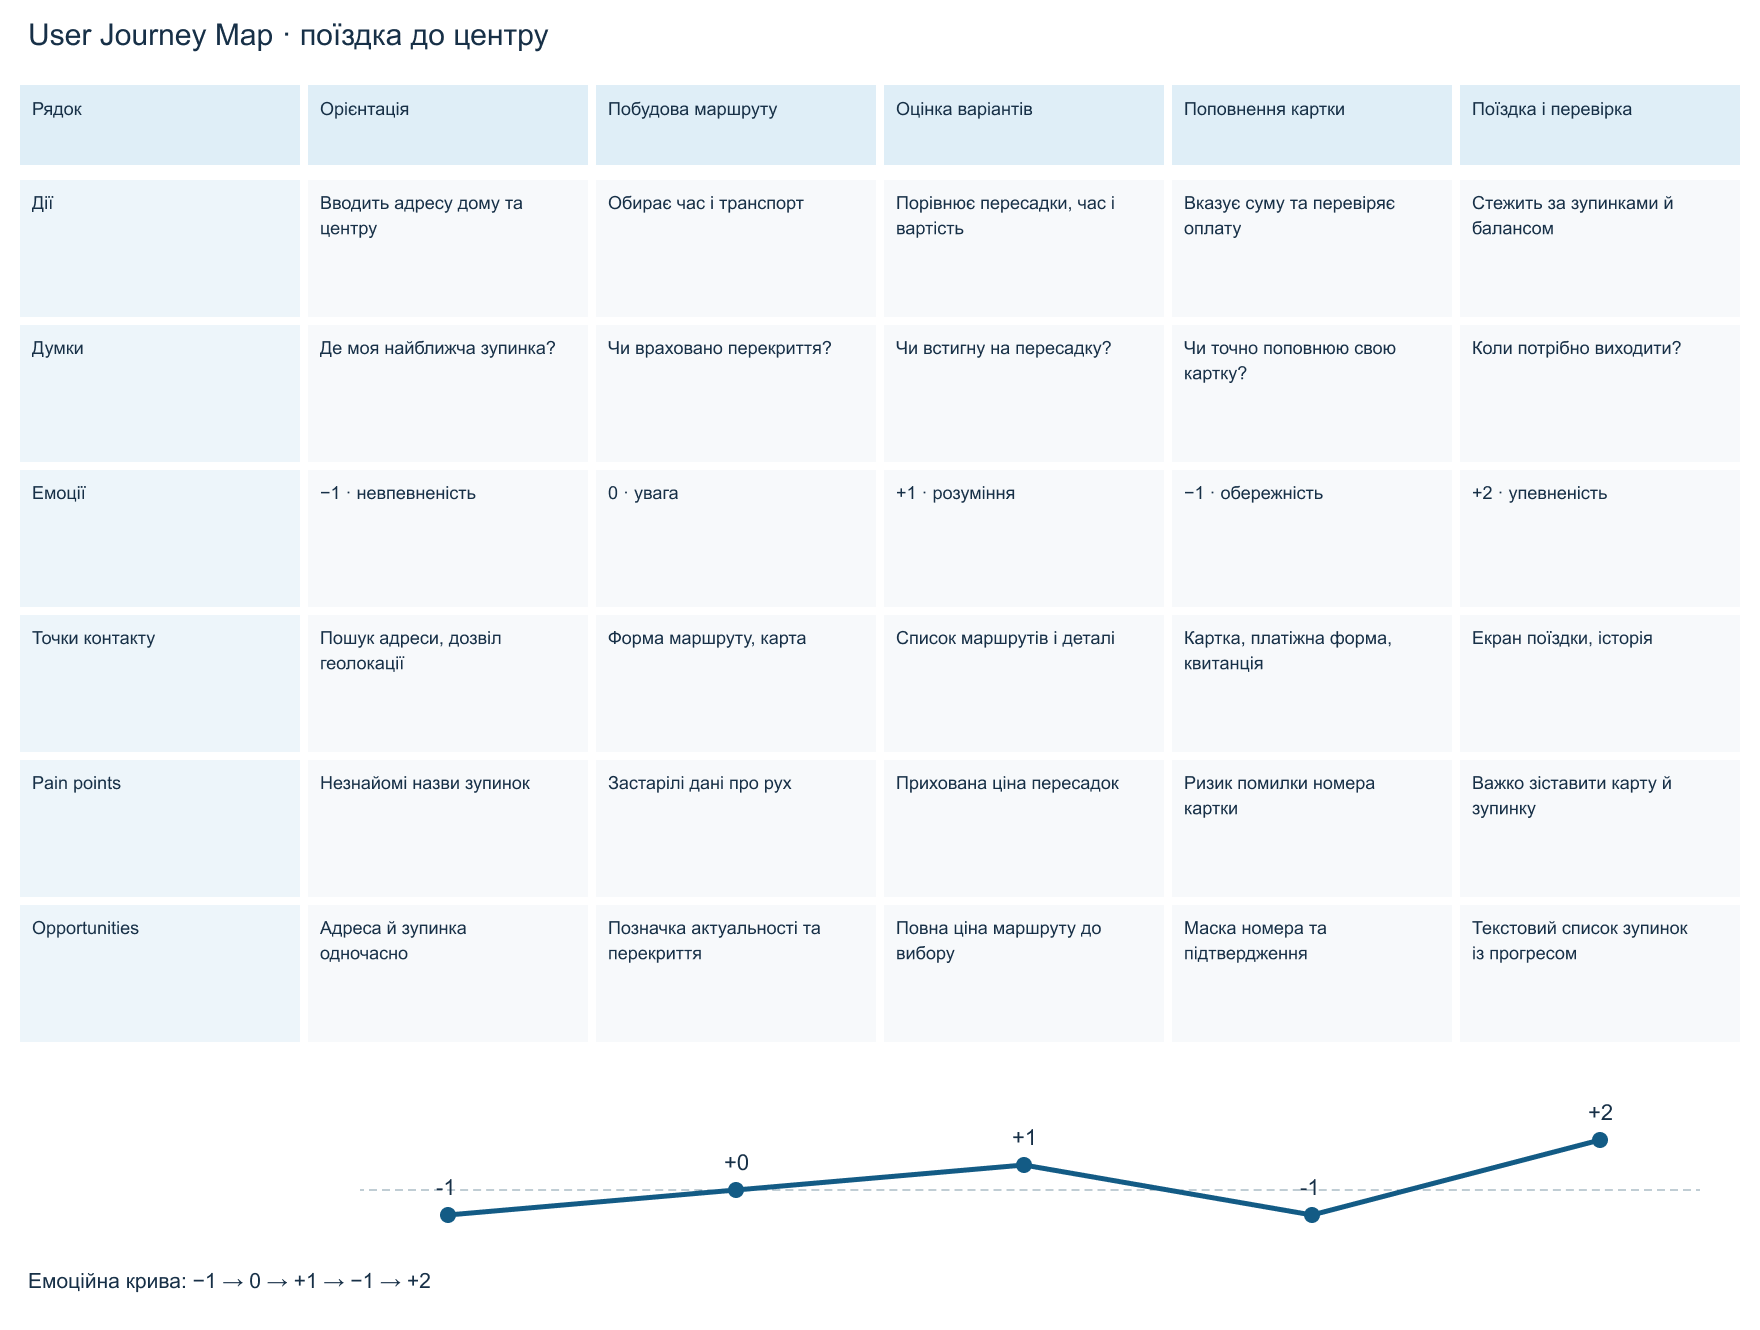 User Journey Map · поїздка до центру
Рядок
Орієнтація
Побудова маршруту
Оцінка варіантів
Поповнення картки
Поїздка і перевірка
Дії
Вводить адресу дому та
центру
Обирає час і транспорт
Порівнює пересадки, час і
вартість
Вказує суму та перевіряє
оплату
Стежить за зупинками й
балансом
Думки
Де моя найближча зупинка?
Чи враховано перекриття?
Чи встигну на пересадку?
Чи точно поповнюю свою
картку?
Коли потрібно виходити?
Емоції
−1 · невпевненість
0 · увага
+1 · розуміння
−1 · обережність
+2 · упевненість
Точки контакту
Пошук адреси, дозвіл
геолокації
Форма маршруту, карта
Список маршрутів і деталі
Картка, платіжна форма,
квитанція
Екран поїздки, історія
Pain points
Незнайомі назви зупинок
Застарілі дані про рух
Прихована ціна пересадок
Ризик помилки номера
картки
Важко зіставити карту й
зупинку
Opportunities
Адреса й зупинка
одночасно
Позначка актуальності та
перекриття
Повна ціна маршруту до
вибору
Маска номера та
підтвердження
Текстовий список зупинок
із прогресом
-1
+0
+1
-1
+2
Емоційна крива: −1 → 0 → +1 → −1 → +2